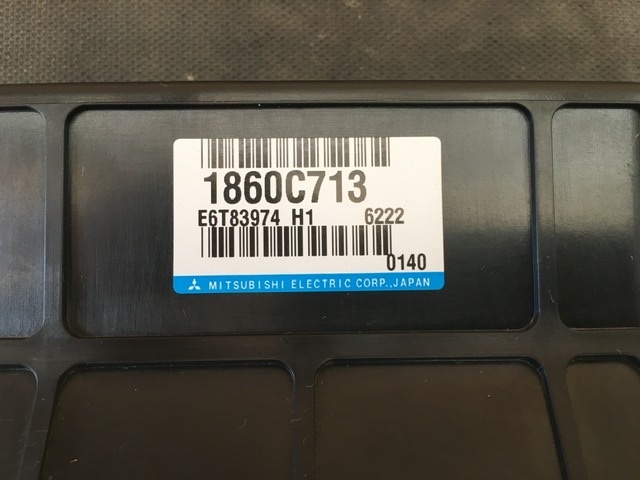 1860C713
E6T83974 H1 6222
0140
MITSUBISHI ELECTRIC CORP.,JAPAN